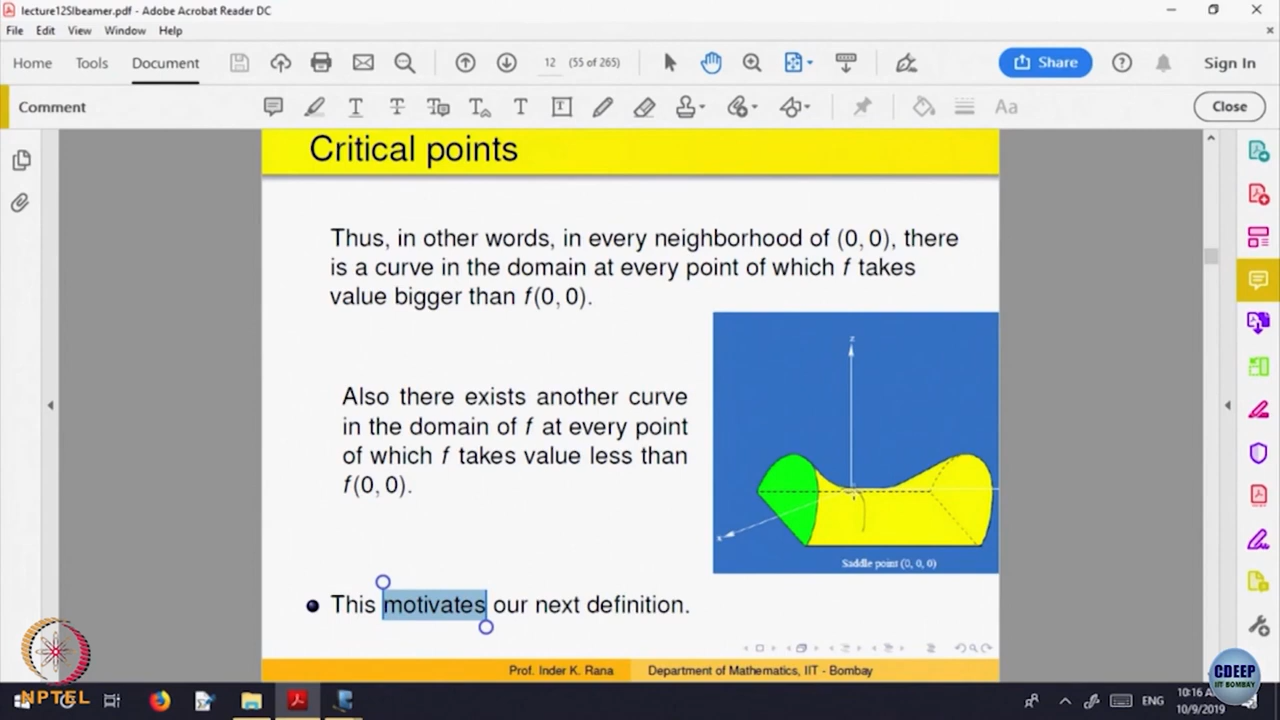 lecture12Slbeamer.pdf - Adobe Acrobat Reader DC
File Edit View Window Help
Home Tools Document 12 (55 of 265) Share Sign In
Comment Close
Critical points
Thus, in other words, in every neighborhood of (0, 0), there
is a curve in the domain at every point of which f takes
value bigger than f(0, 0).
Also there exists another curve
in the domain of f at every point
of which f takes value less than
f(0, 0).
z
x
Saddle point (0, 0, 0)
This motivates our next definition.
Prof. Inder K. Rana Department of Mathematics, IIT - Bombay
NPTEL
CDEEP
IIT BOMBAY
ENG
10:16
10/9/2019